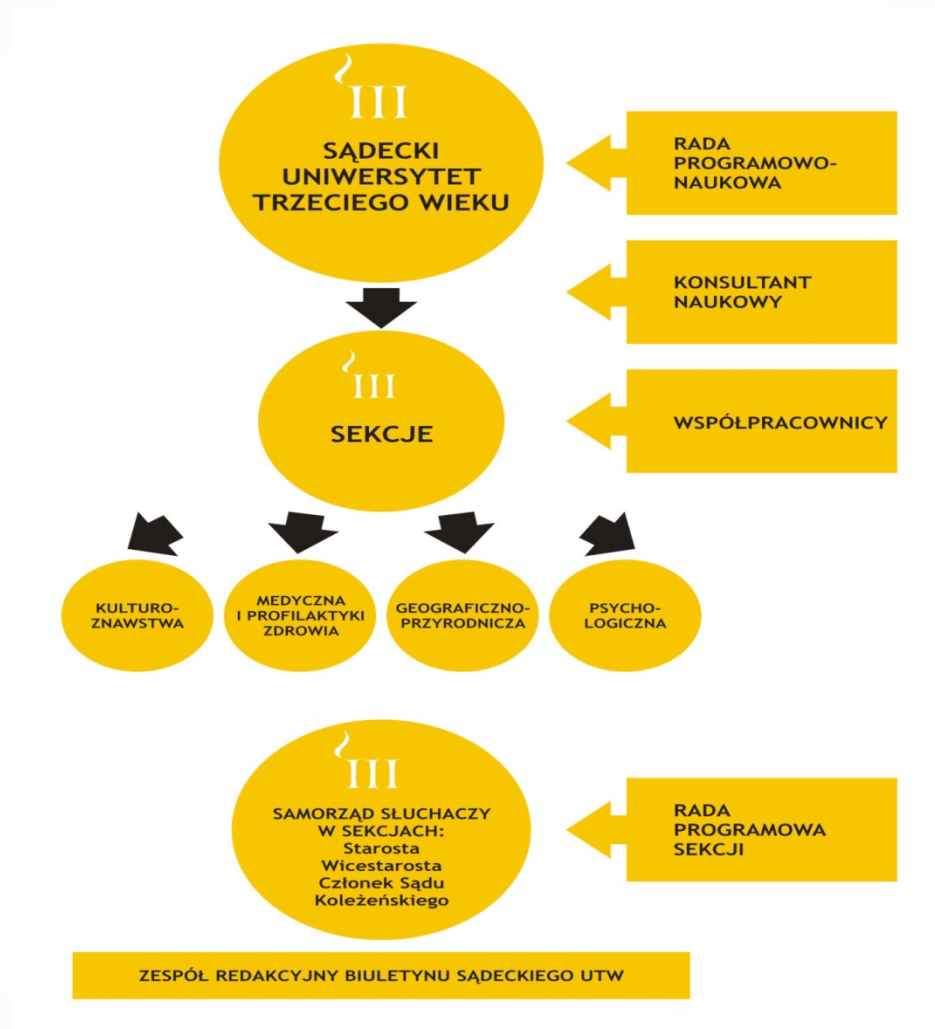 III
SĄDECKI
UNIWERSYTET
TRZECIEGO WIEKU
RADA
PROGRAMOWO-
NAUKOWA
KONSULTANT
NAUKOWY
III
SEKCJE
WSPÓŁPRACOWNICY
KULTURO-
ZNAWSTWA
MEDYCZNA
I PROFILAKTYKI
ZDROWIA
GEOGRAFICZNO-
PRZYRODNICZA
PSYCHO-
LOGICZNA
III
SAMORZĄD SŁUCHACZY
W SEKCJACH:
Starosta
Wicestarosta
Członek Sądu
Koleżeńskiego
RADA
PROGRAMOWA
SEKCJI
ZESPÓŁ REDAKCYJNY BIULETYNU SĄDECKIEGO UTW